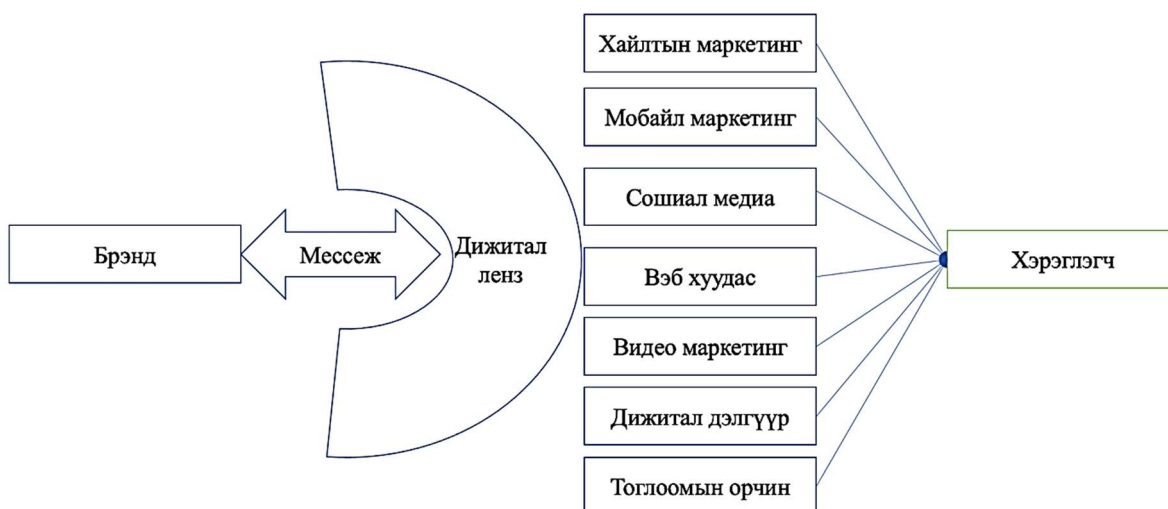 Хайлтын маркетинг
Мобайл маркетинг
Сошиал медиа
Брэнд
Мессеж
Дижитал
ленз
Вэб хуудас
Хэрэглэгч
Видео маркетинг
Дижитал дэлгүүр
Тоглоомын орчин